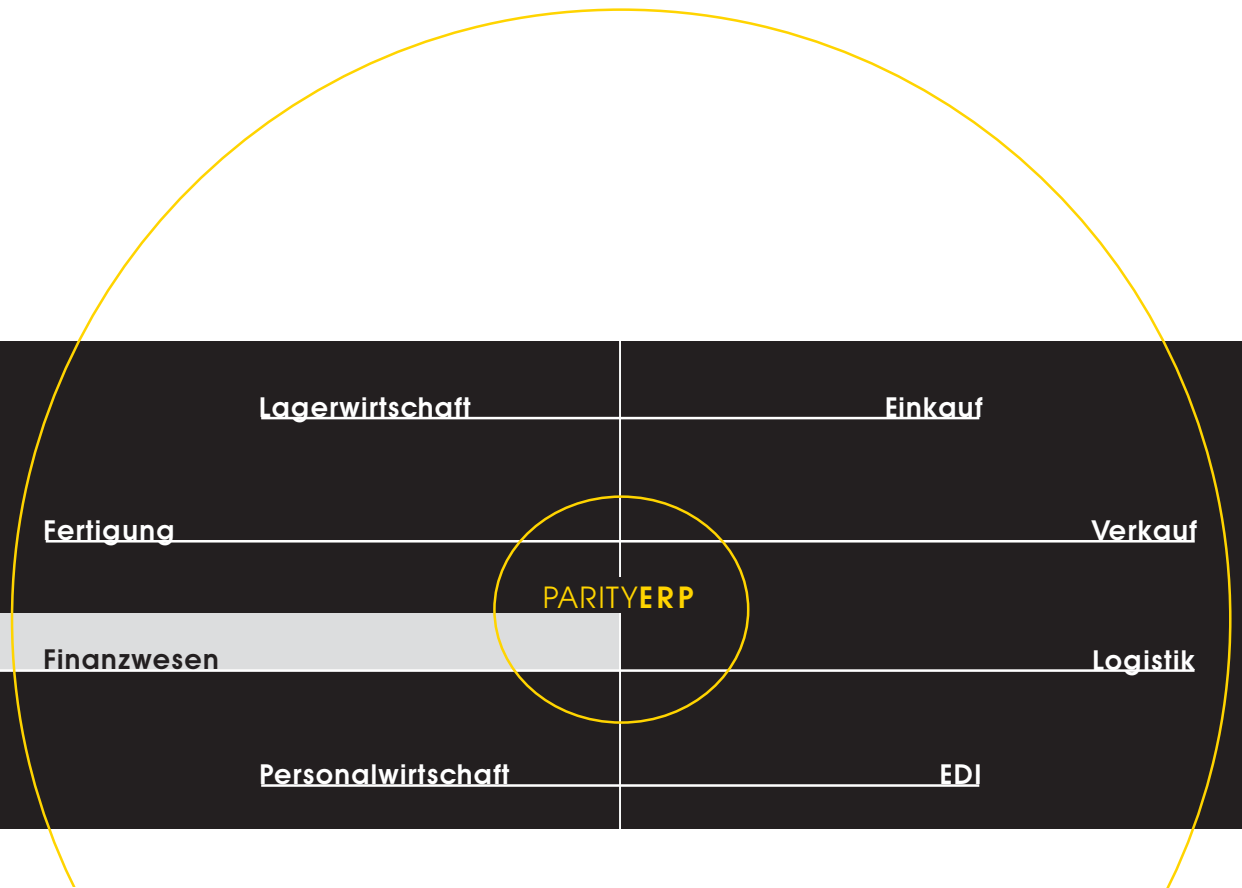 Lagerwirtschaft
Einkauf
Fertigung
Verkauf
PARITYERP
Finanzwesen
Logistik
Personalwirtschaft
EDI